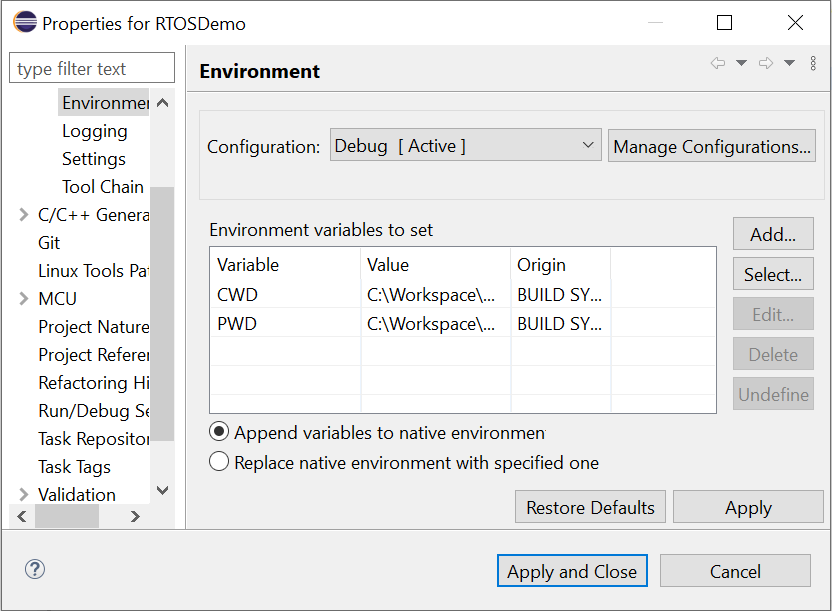 Properties for RTOSDemo
type filter text
Environmen
Logging
Settings
Tool Chain
C/C++ Genera
Git
Linux Tools Pat
MCU
Project Nature
Project Referen
Refactoring Hi
Run/Debug Se
Task Repositor
Task Tags
Validation
Environment
Configuration: Debug [ Active ] Manage Configurations...
Environment variables to set
Variable Value Origin
CWD C:\Workspace\... BUILD SY...
PWD C:\Workspace\... BUILD SY...
Add...
Select...
Edit...
Delete
Undefine
Append variables to native environmen
Replace native environment with specified one
Restore Defaults Apply
Apply and Close Cancel